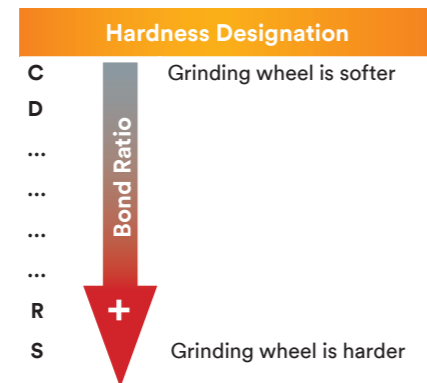 Hardness Designation
C Grinding wheel is softer
D
...
...
...
...
R
S Grinding wheel is harder
Bond Ratio
+